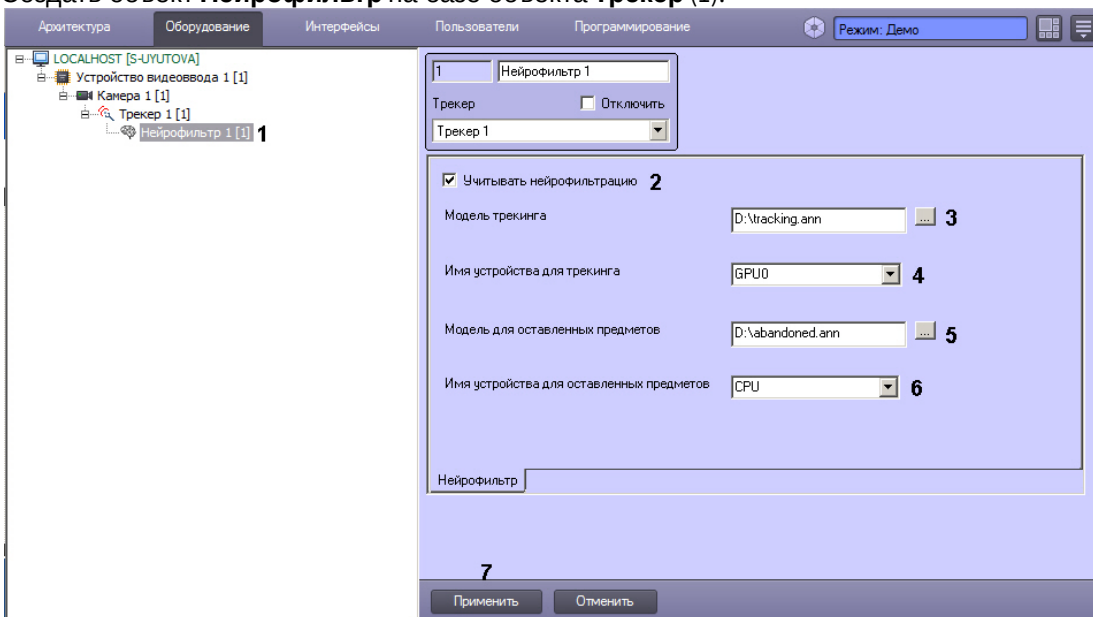 Создать объект Нейрофильтр на базе объекта Трекер (1).
Архитектура Оборудование Интерфейсы Пользователи Программирование Режим: Демо
LOCALHOST [S-UYUTOVA]
Устройство видеоввода 1 [1]
Камера 1 [1]
Трекер 1 [1]
Нейрофильтр 1 [1] 1
1 Нейрофильтр 1
Трекер Отключить
Трекер 1
Учитывать нейрофильтрацию 2
Модель трекинга D:\tracking.ann ... 3
Имя устройства для трекинга GPU0 4
Модель для оставленных предметов D:\abandoned.ann ... 5
Имя устройства для оставленных предметов CPU 6
Нейрофильтр
7
Применить Отменить